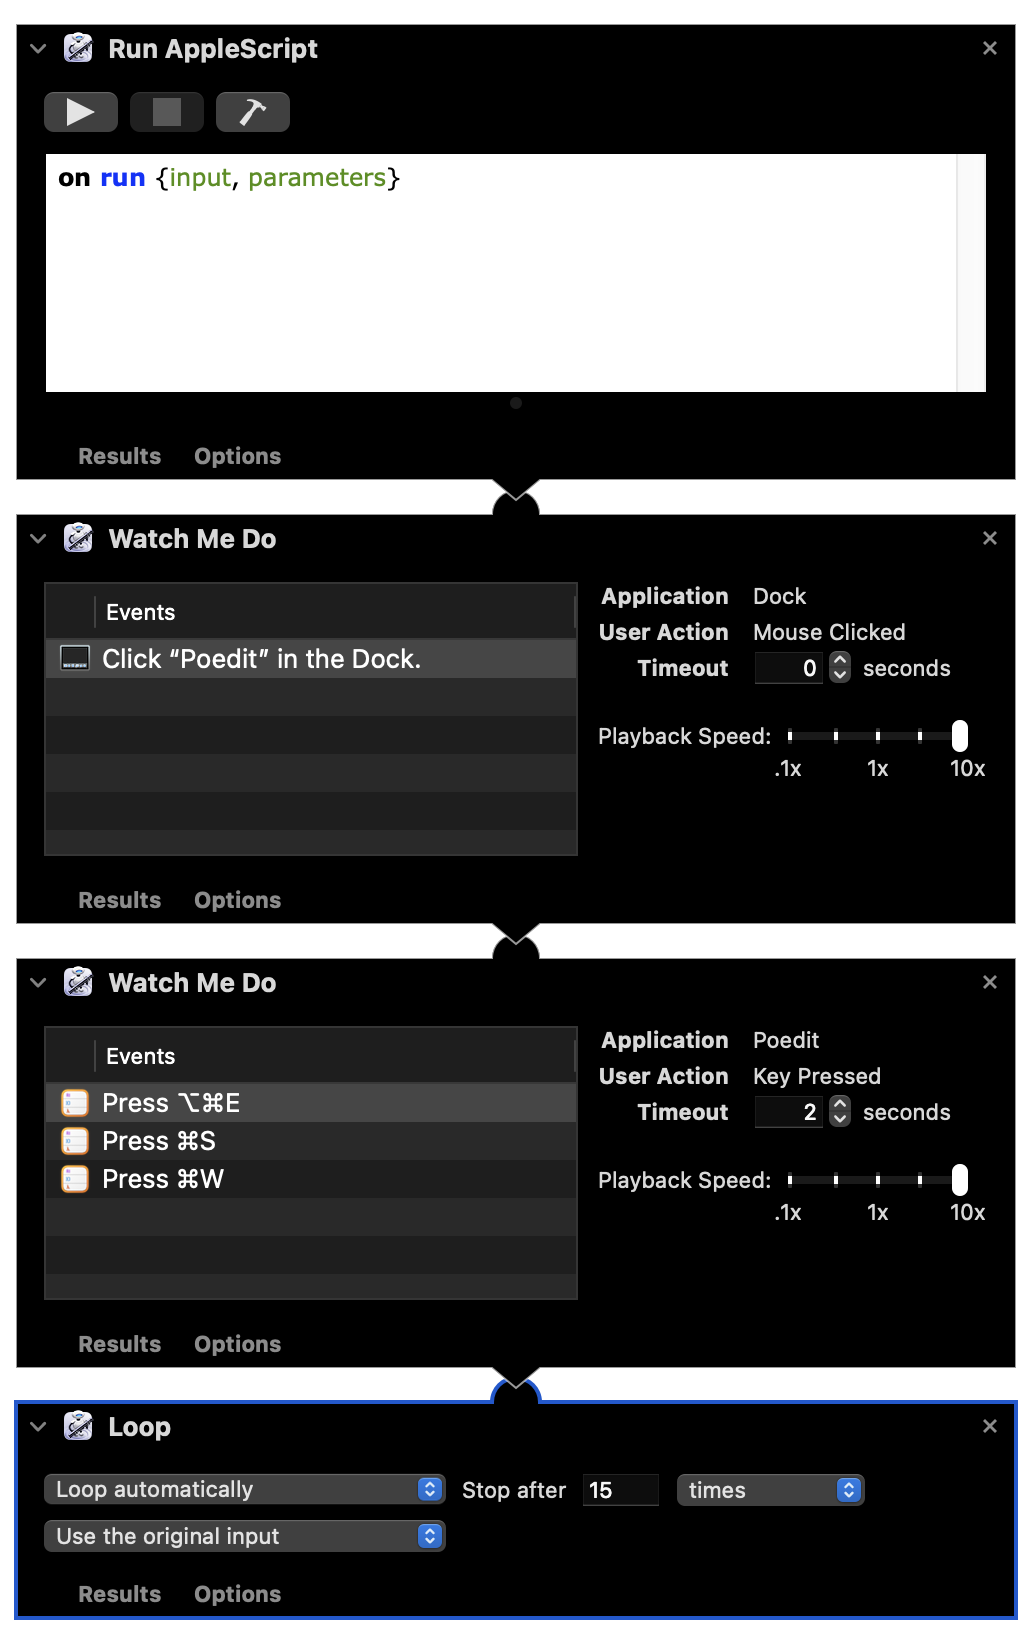 Run AppleScript
on run {input, parameters}
Results Options
Watch Me Do
Events
Click “Poedit” in the Dock.
Application Dock
User Action Mouse Clicked
Timeout 0 seconds
Playback Speed:
.1x 1x 10x
Results Options
Watch Me Do
Events
Press ⌥⌘E
Press ⌘S
Press ⌘W
Application Poedit
User Action Key Pressed
Timeout 2 seconds
Playback Speed:
.1x 1x 10x
Results Options
Loop
Loop automatically Stop after 15 times
Use the original input
Results Options